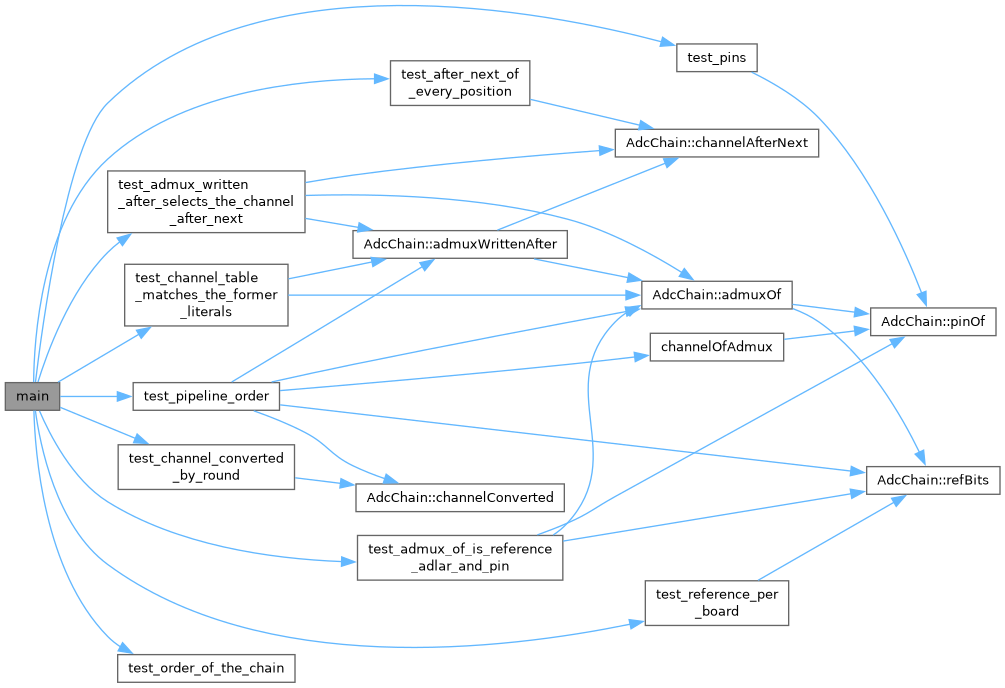 test_pins
test_after_next_of
_every_position
AdcChain::channelAfterNext
test_admux_written
_after_selects_the_channel
_after_next
AdcChain::admuxWrittenAfter
test_channel_table
_matches_the_former
_literals
AdcChain::admuxOf
AdcChain::pinOf
channelOfAdmux
main
test_pipeline_order
test_channel_converted
_by_round
AdcChain::refBits
AdcChain::channelConverted
test_admux_of_is_reference
_adlar_and_pin
test_reference_per
_board
test_order_of_the_chain